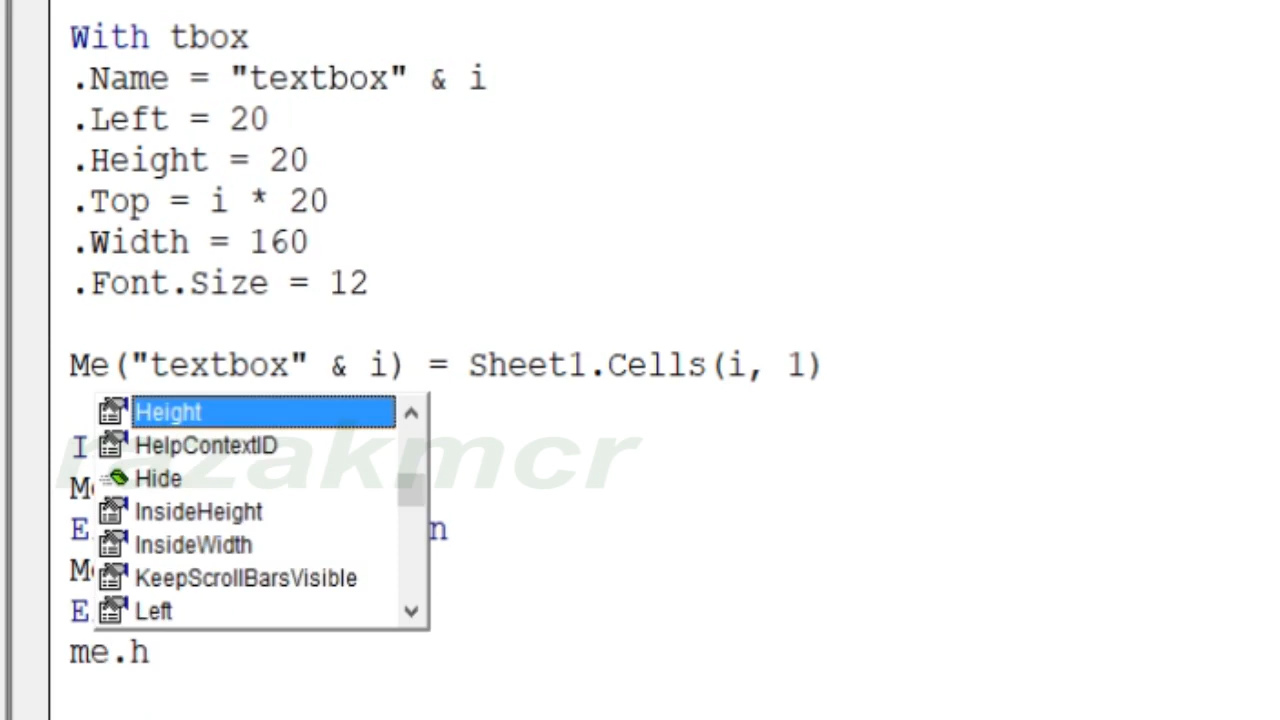 With tbox
.Name = "textbox" & i
.Left = 20
.Height = 20
.Top = i * 20
.Width = 160
.Font.Size = 12
Me("textbox" & i) = Sheet1.Cells(i, 1)
Height
HelpContextID
Hide
InsideHeight
InsideWidth
KeepScrollBarsVisible
Left
me.h
razakmcr